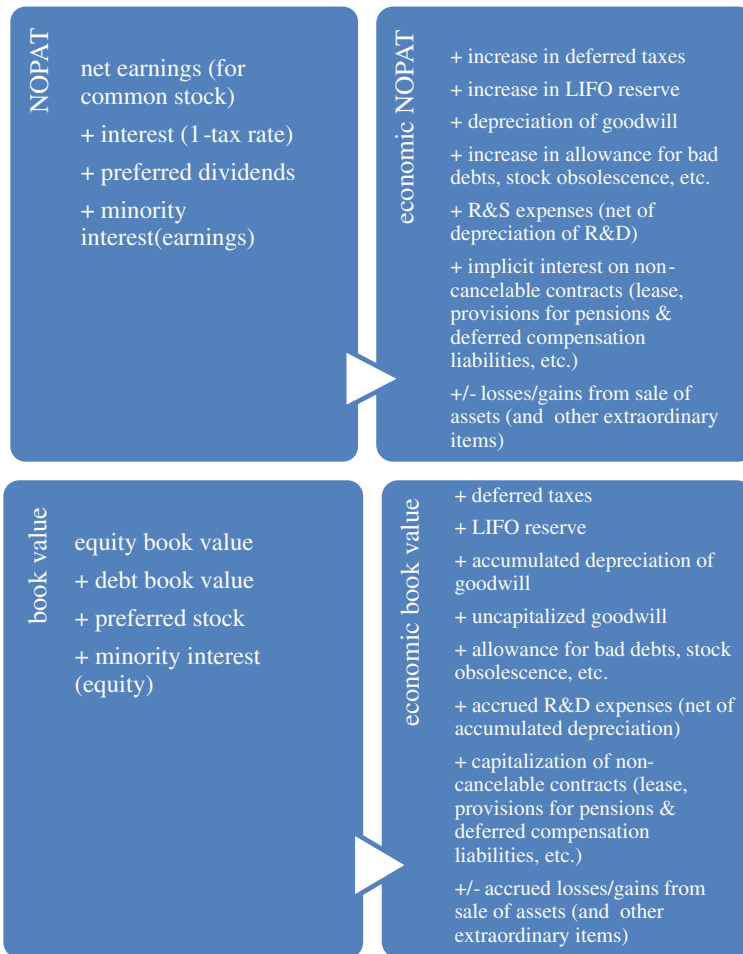 NOPAT
net earnings (for
common stock)
+ interest (1-tax rate)
+ preferred dividends
+ minority
interest(earnings)
economic NOPAT
+ increase in deferred taxes
+ increase in LIFO reserve
+ depreciation of goodwill
+ increase in allowance for bad
debts, stock obsolescence, etc.
+ R&S expenses (net of
depreciation of R&D)
+ implicit interest on non-
cancelable contracts (lease,
provisions for pensions &
deferred compensation
liabilities, etc.)
+/- losses/gains from sale of
assets (and other extraordinary
items)
book value
equity book value
+ debt book value
+ preferred stock
+ minority interest
(equity)
economic book value
+ deferred taxes
+ LIFO reserve
+ accumulated depreciation of
goodwill
+ uncapitalized goodwill
+ allowance for bad debts, stock
obsolescence, etc.
+ accrued R&D expenses (net of
accumulated depreciation)
+ capitalization of non-
cancelable contracts (lease,
provisions for pensions &
deferred compensation
liabilities, etc.)
+/- accrued losses/gains from
sale of assets (and other
extraordinary items)